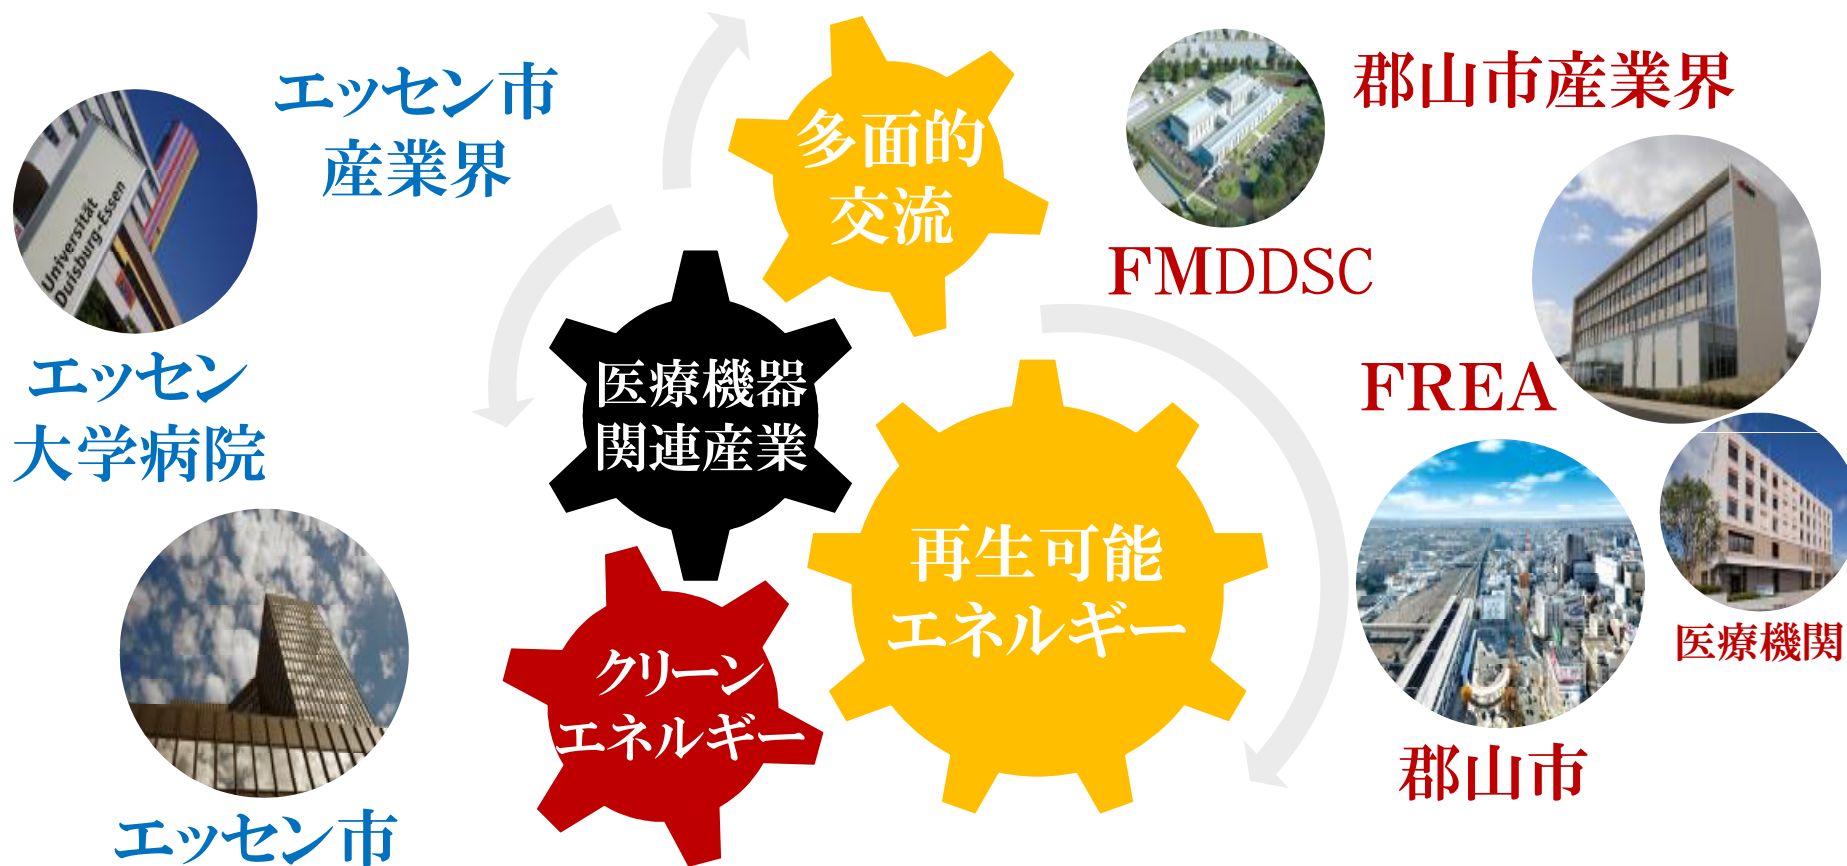 エッセン市
産業界
Universität
Duisburg-Essen
エッセン
大学病院
エッセン市
多面的
交流
医療機器
関連産業
クリーン
エネルギー
再生可能
エネルギー
郡山市産業界
FMDDSC
FREA
医療機関
郡山市